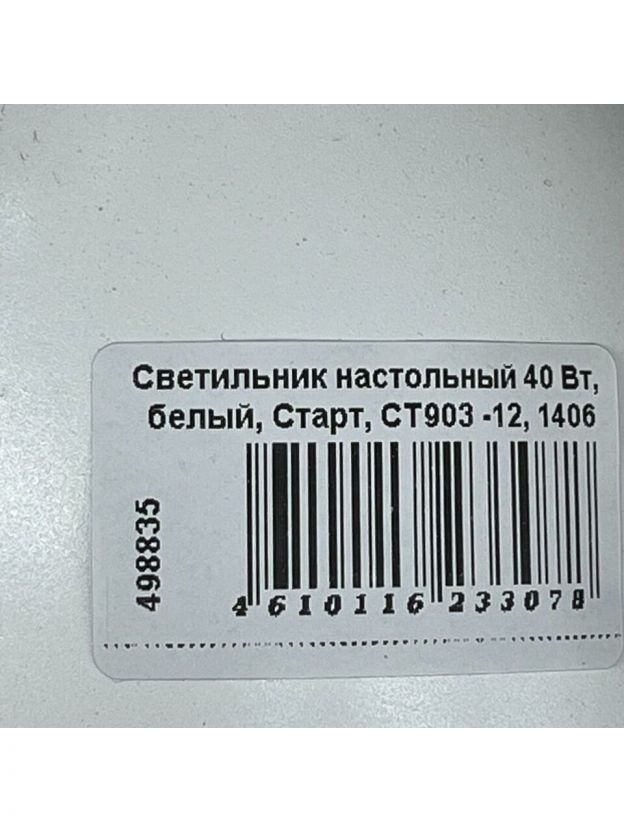 Светильник настольный 40 Вт,
белый, Старт, СТ903 -12, 1406
498835
4 610116 233078